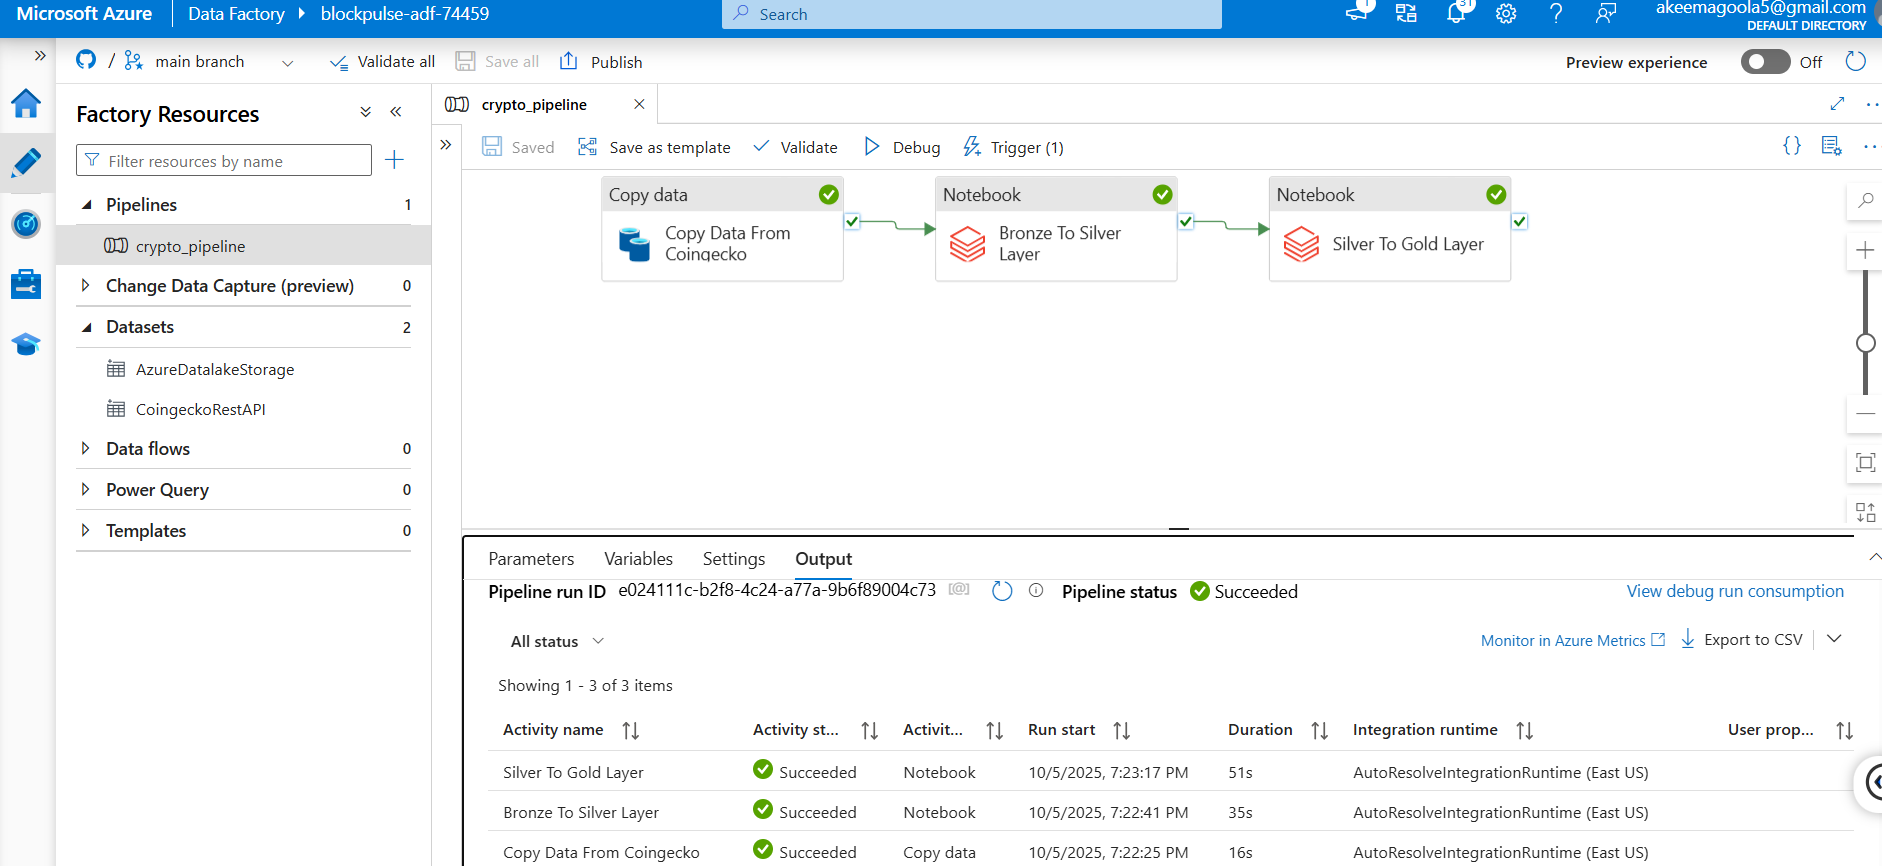 Microsoft Azure
Data Factory
blockpulse-adf-74459
Search
1
31
akeemagoola5@gmail.com
DEFAULT DIRECTORY
/
main branch
Validate all
Save all
Publish
Preview experience
Off
Factory Resources
Filter resources by name
Pipelines 1
crypto_pipeline
Change Data Capture (preview) 0
Datasets 2
AzureDatalakeStorage
CoingeckoRestAPI
Data flows 0
Power Query 0
Templates 0
crypto_pipeline
Saved
Save as template
Validate
Debug
Trigger (1)
{}
Copy data
Copy Data From
Coingecko
Notebook
Bronze To Silver
Layer
Notebook
Silver To Gold Layer
Parameters Variables Settings Output
Pipeline run ID e024111c-b2f8-4c24-a77a-9b6f89004c73 [@] Pipeline status Succeeded View debug run consumption
All status
Monitor in Azure Metrics Export to CSV
Showing 1 - 3 of 3 items
Activity name Activity st... Activit... Run start Duration Integration runtime User prop...
Silver To Gold Layer Succeeded Notebook 10/5/2025, 7:23:17 PM 51s AutoResolveIntegrationRuntime (East US)
Bronze To Silver Layer Succeeded Notebook 10/5/2025, 7:22:41 PM 35s AutoResolveIntegrationRuntime (East US)
Copy Data From Coingecko Succeeded Copy data 10/5/2025, 7:22:25 PM 16s AutoResolveIntegrationRuntime (East US)